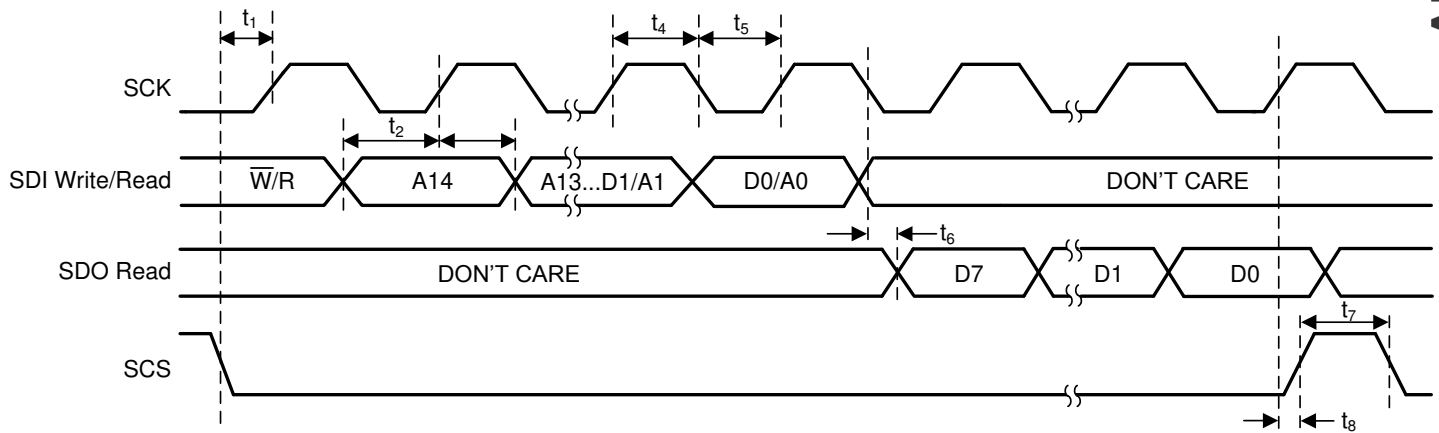 t₁
t₄
t₅
SCK
t₂
SDI Write/Read
W̅/R
A14
A13...D1/A1
D0/A0
DON'T CARE
t₆
SDO Read
DON'T CARE
D7
D1
D0
t₇
SCS
t₈